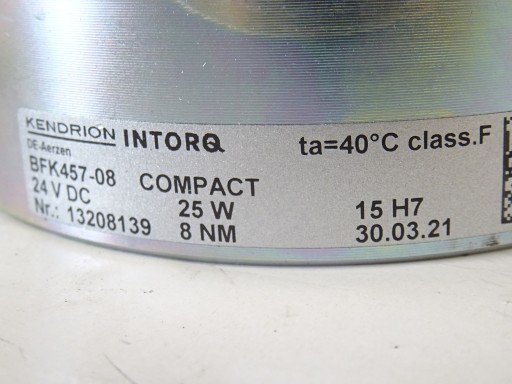 KENDRION INTORQ ta=40°C class.F
DE-Aerzen
BFK457-08 COMPACT
24 V DC 25 W 15 H7
Nr.: 13208139 8 NM 30.03.21